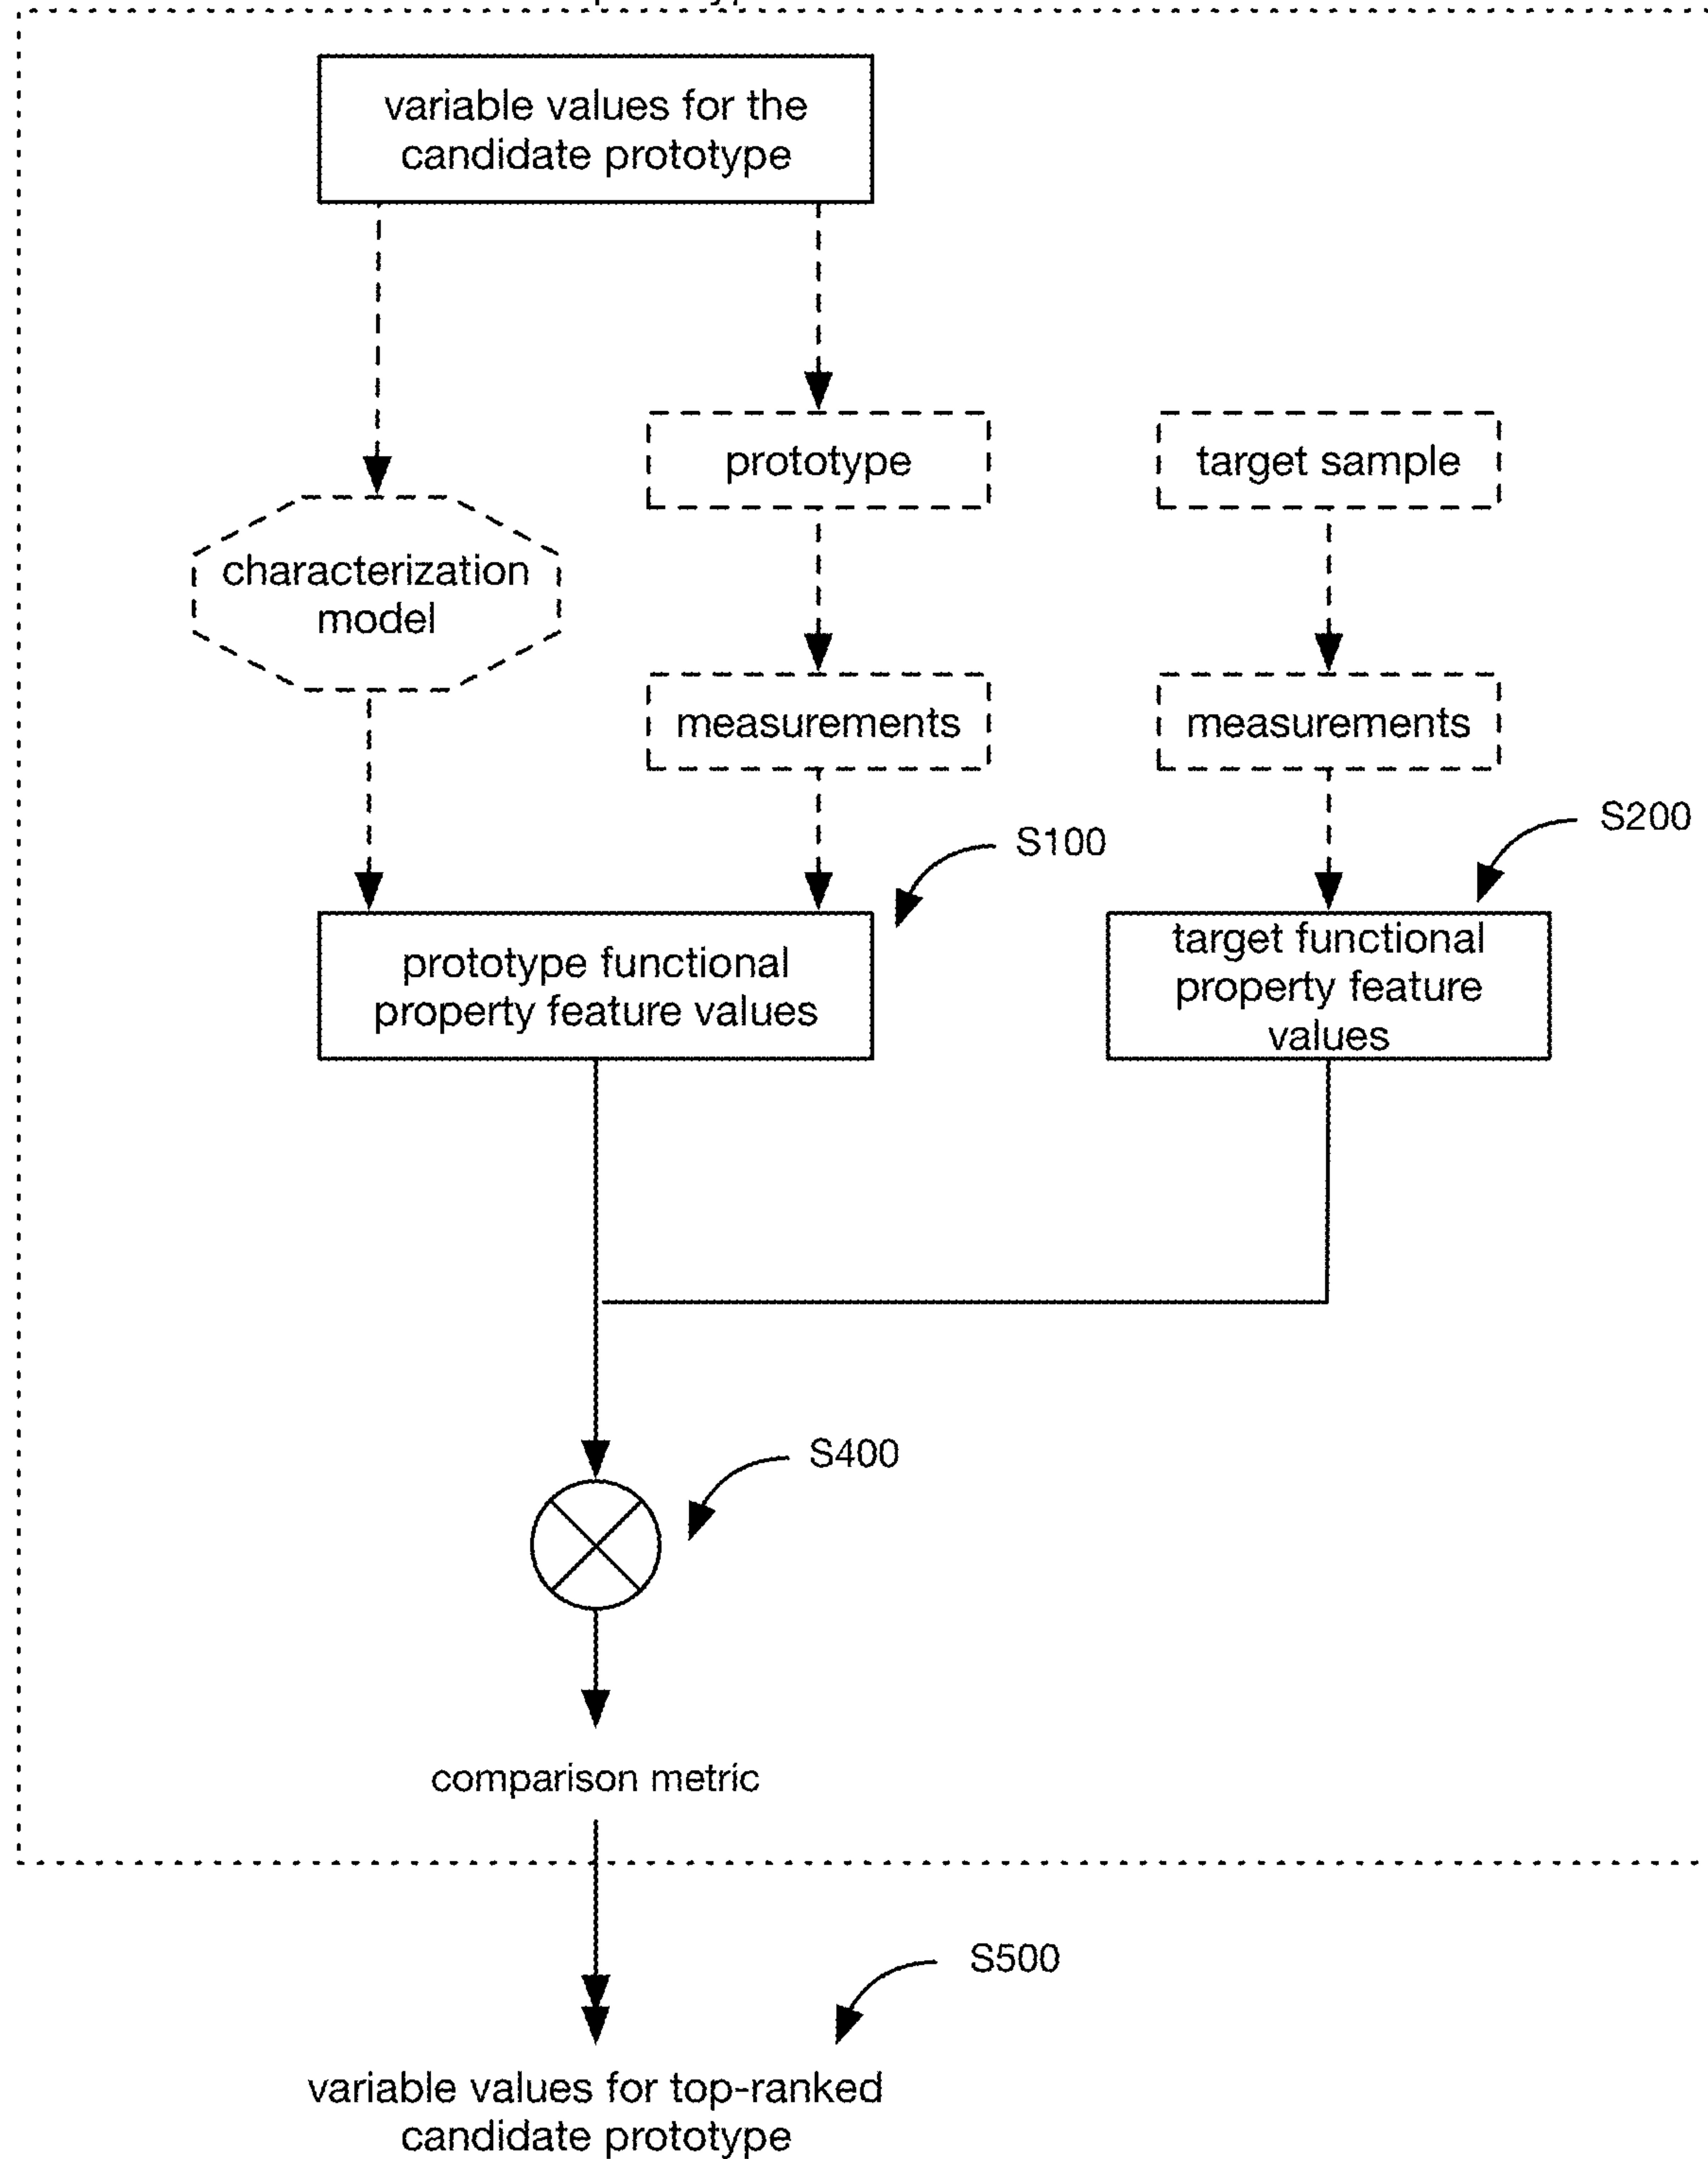 variable values for the
candidate prototype
prototype
target sample
characterization
model
measurements
measurements
S100
S200
prototype functional
property feature values
target functional
property feature
values
S400
comparison metric
S500
variable values for top-ranked
candidate prototype